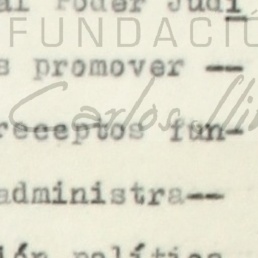 al Poder Judi
FUNDACIÓ
s promover --
Carlos Ll
receptos fun-
administra--
ión política